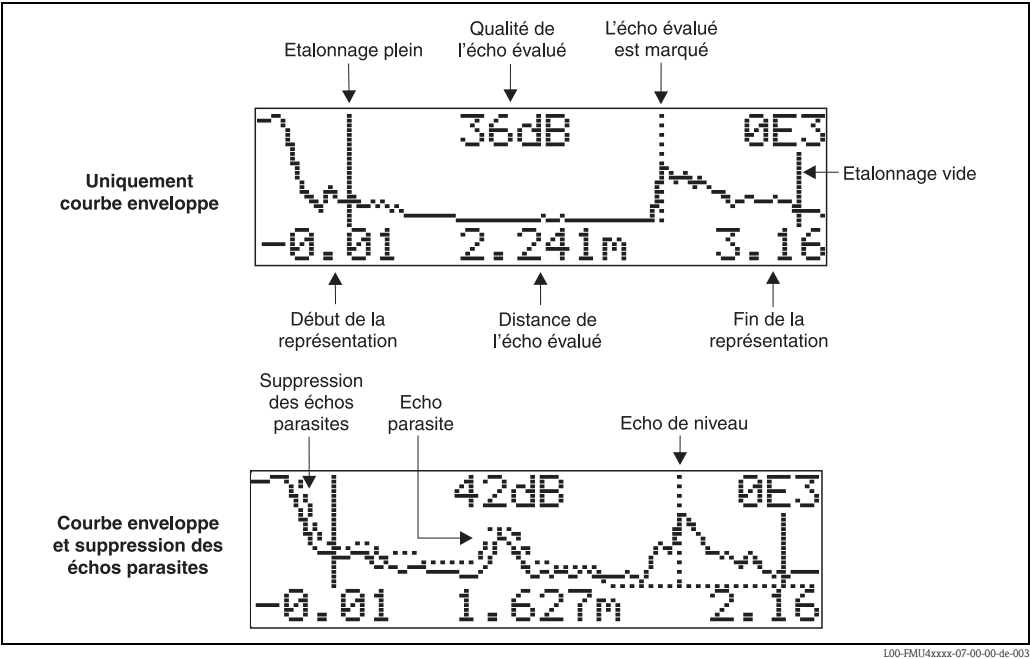 Etalonnage plein
Qualité de
l'écho évalué
L'écho évalué
est marqué
36dB
0E3
Uniquement
courbe enveloppe
Etalonnage vide
-0.01
2.241m
3.16
Début de la
représentation
Distance de
l'écho évalué
Fin de la
représentation
Suppression
des échos
parasites
Echo
parasite
Echo de niveau
42dB
0E3
Courbe enveloppe
et suppression des
échos parasites
-0.01
1.627m
2.16
L00-FMU4xxxx-07-00-00-de-003